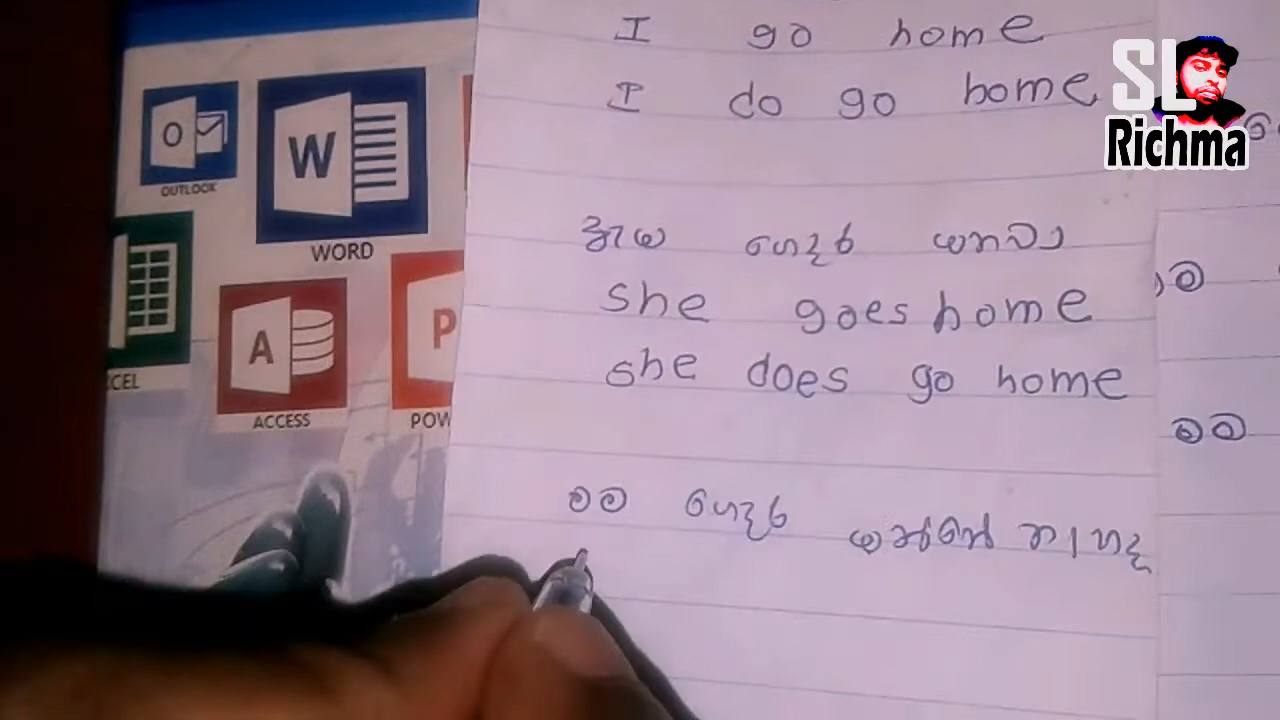 I go home
I do go home
SL
Richma
OUTLOOK
W
WORD
ඇය ගෙදර යනවා
she goes home
she does go home
A
ACCESS
P
CEL
POW
මම
මම ගෙදර යන්නේ නැහැද